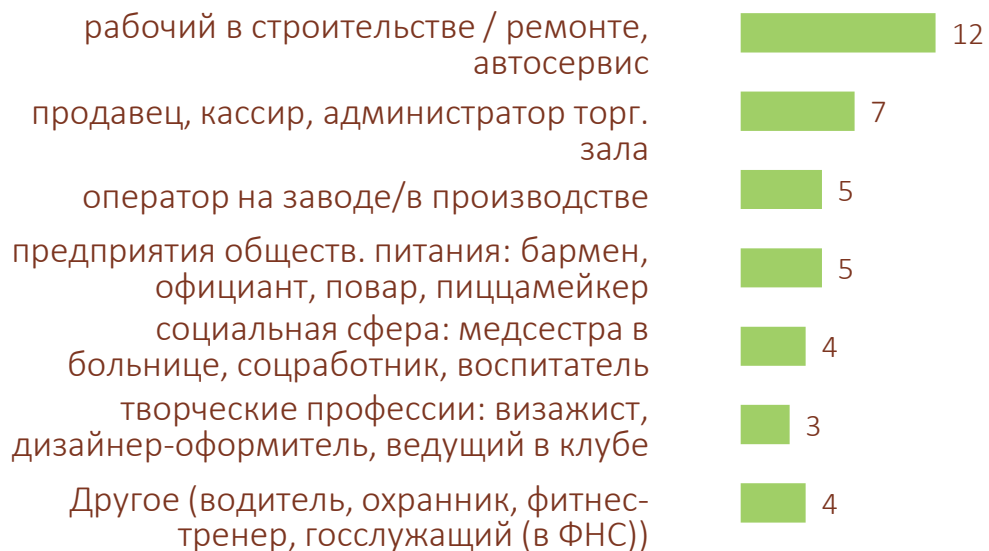 рабочий в строительстве / ремонте,
автосервис
12
продавец, кассир, администратор торг.
зала
7
оператор на заводе/в производстве
5
предприятия обществ. питания: бармен,
официант, повар, пиццамейкер
5
социальная сфера: медсестра в
больнице, соцработник, воспитатель
4
творческие профессии: визажист,
дизайнер-оформитель, ведущий в клубе
3
Другое (водитель, охранник, фитнес-
тренер, госслужащий (в ФНС))
4